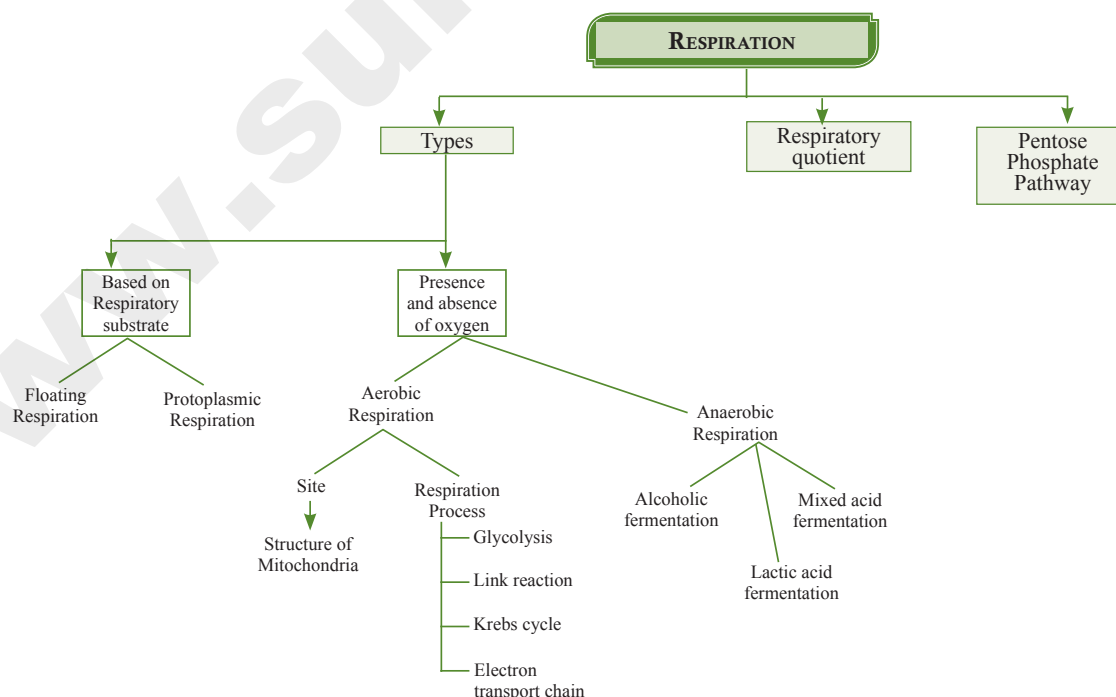 RESPIRATION
Types
Respiratory
quotient
Pentose
Phosphate
Pathway
Based on
Respiratory
substrate
Presence
and absence
of oxygen
Floating
Respiration
Protoplasmic
Respiration
Aerobic
Respiration
Anaerobic
Respiration
Site
Respiration
Process
Structure of
Mitochondria
Glycolysis
Link reaction
Krebs cycle
Electron
transport chain
Alcoholic
fermentation
Mixed acid
fermentation
Lactic acid
fermentation